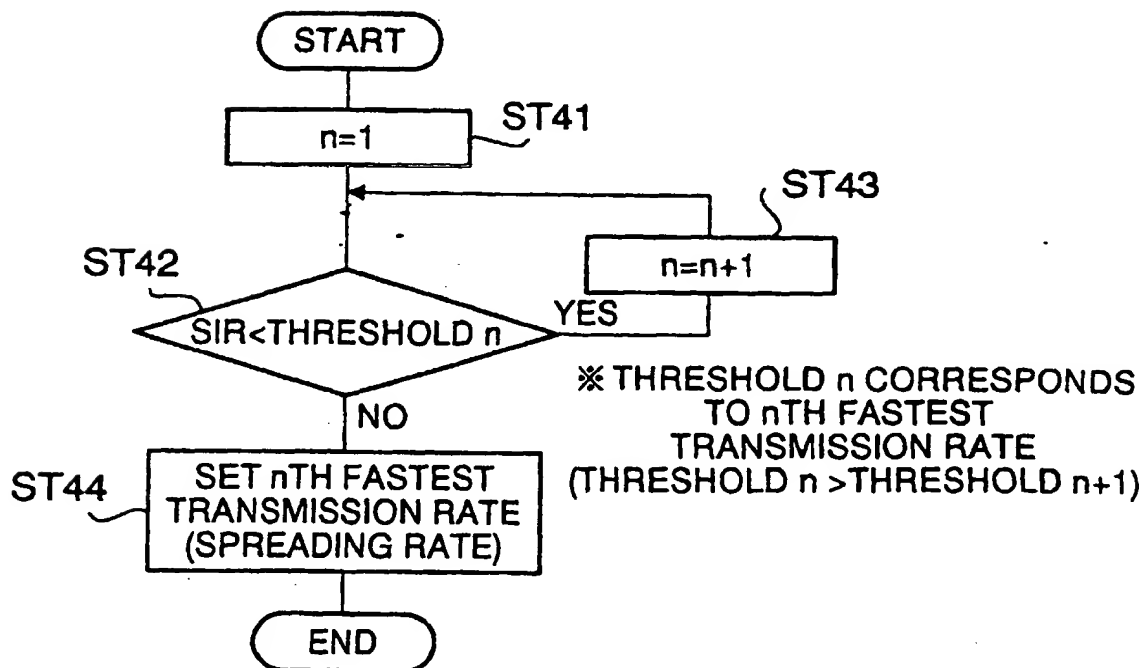 START
n=1
ST41
ST43
n=n+1
ST42
SIR<THRESHOLD n
YES
※ THRESHOLD n CORRESPONDS
TO nTH FASTEST
TRANSMISSION RATE
(THRESHOLD n >THRESHOLD n+1)
NO
ST44
SET nTH FASTEST
TRANSMISSION RATE
(SPREADING RATE)
END